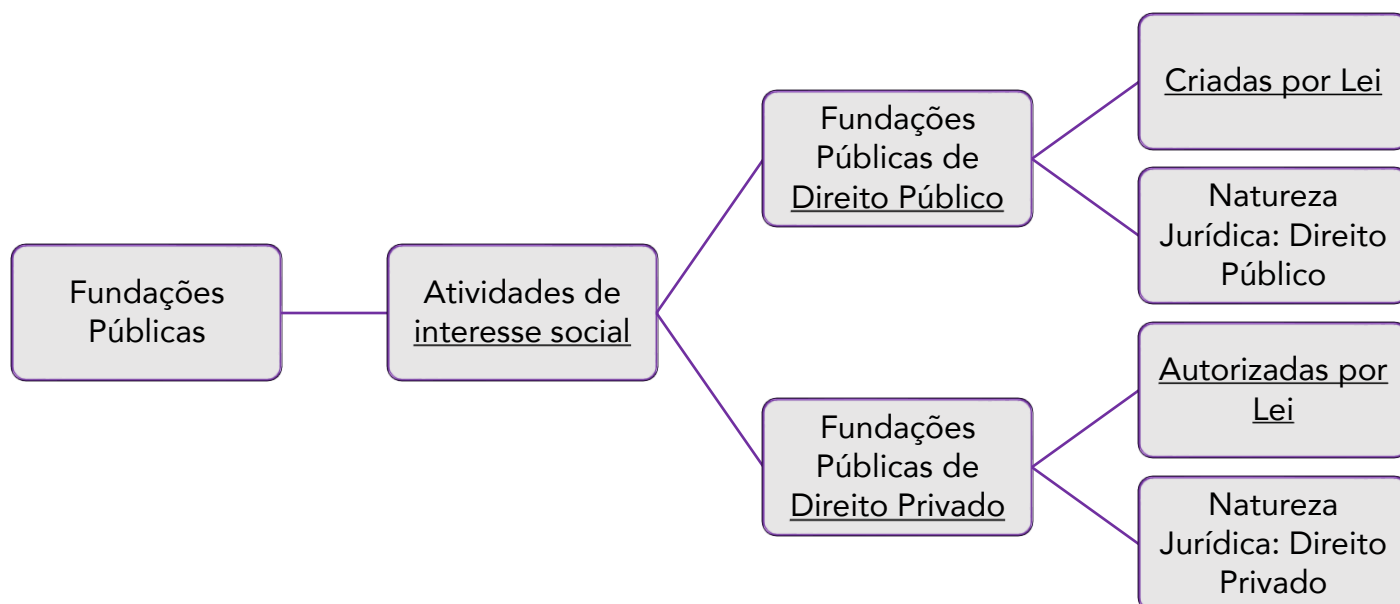 Fundações
Públicas
Atividades de
interesse social
Fundações
Públicas de
Direito Público
Criadas por Lei
Natureza
Jurídica: Direito
Público
Fundações
Públicas de
Direito Privado
Autorizadas por
Lei
Natureza
Jurídica: Direito
Privado